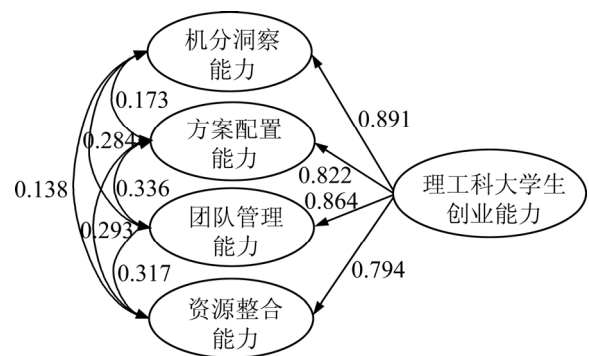 机分洞察
能力
0.173
0.891
0.284
方案配置
能力
0.822
0.138
0.336
理工科大学生
创业能力
0.864
团队管理
能力
0.293
0.317
0.794
资源整合
能力